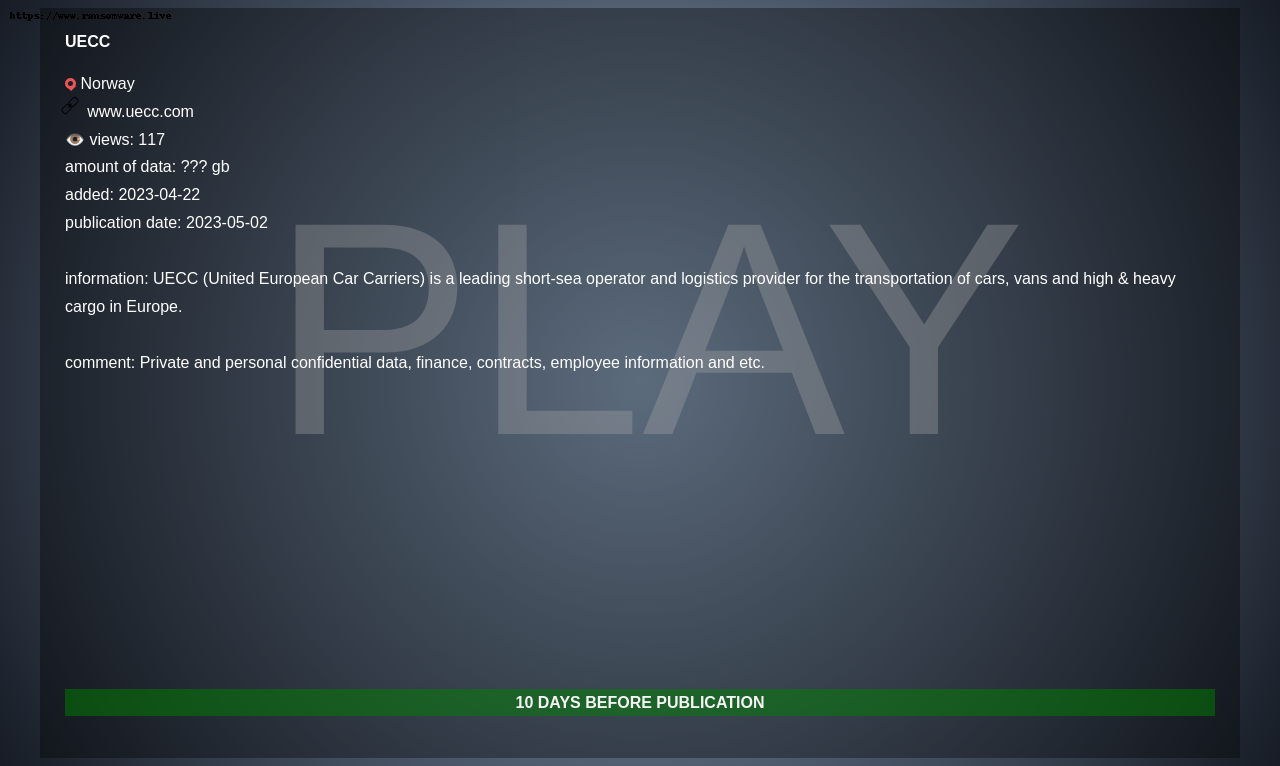 https://www.ransomware.live
UECC
Norway
www.uecc.com
views: 117
amount of data: ??? gb
added: 2023-04-22
publication date: 2023-05-02
PLAY
information: UECC (United European Car Carriers) is a leading short-sea operator and logistics provider for the transportation of cars, vans and high & heavy
cargo in Europe.
comment: Private and personal confidential data, finance, contracts, employee information and etc.
10 DAYS BEFORE PUBLICATION